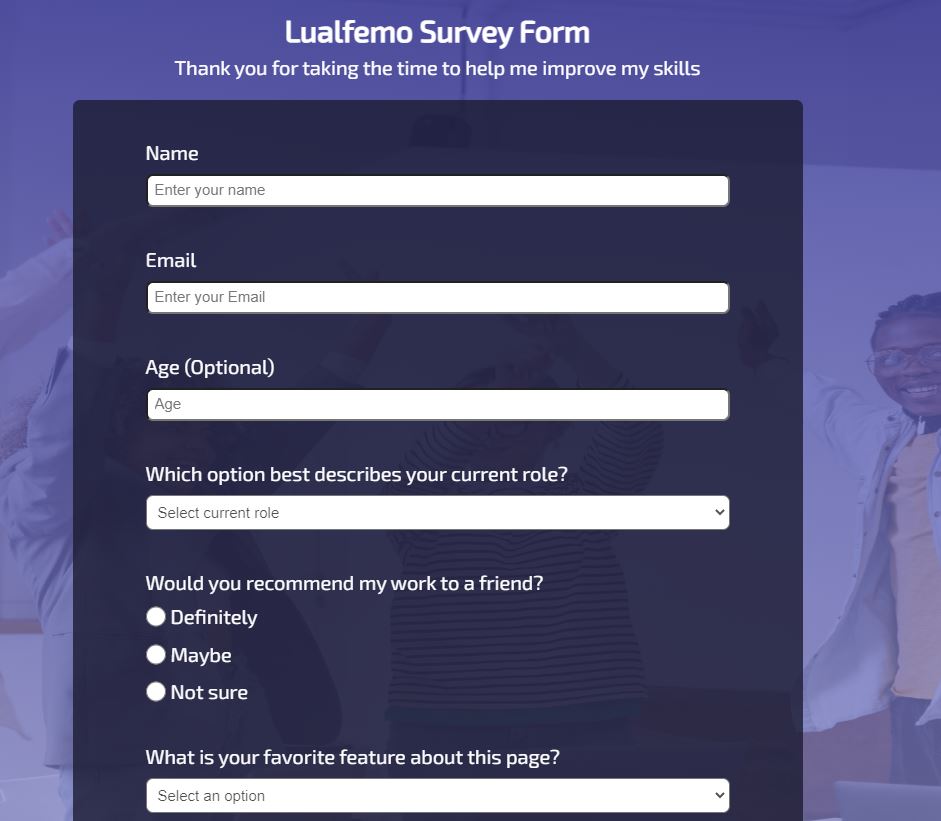 Lualfemo Survey Form
Thank you for taking the time to help me improve my skills
Name
Enter your name
Email
Enter your Email
Age (Optional)
Age
Which option best describes your current role?
Select current role
Would you recommend my work to a friend?
Definitely
Maybe
Not sure
What is your favorite feature about this page?
Select an option